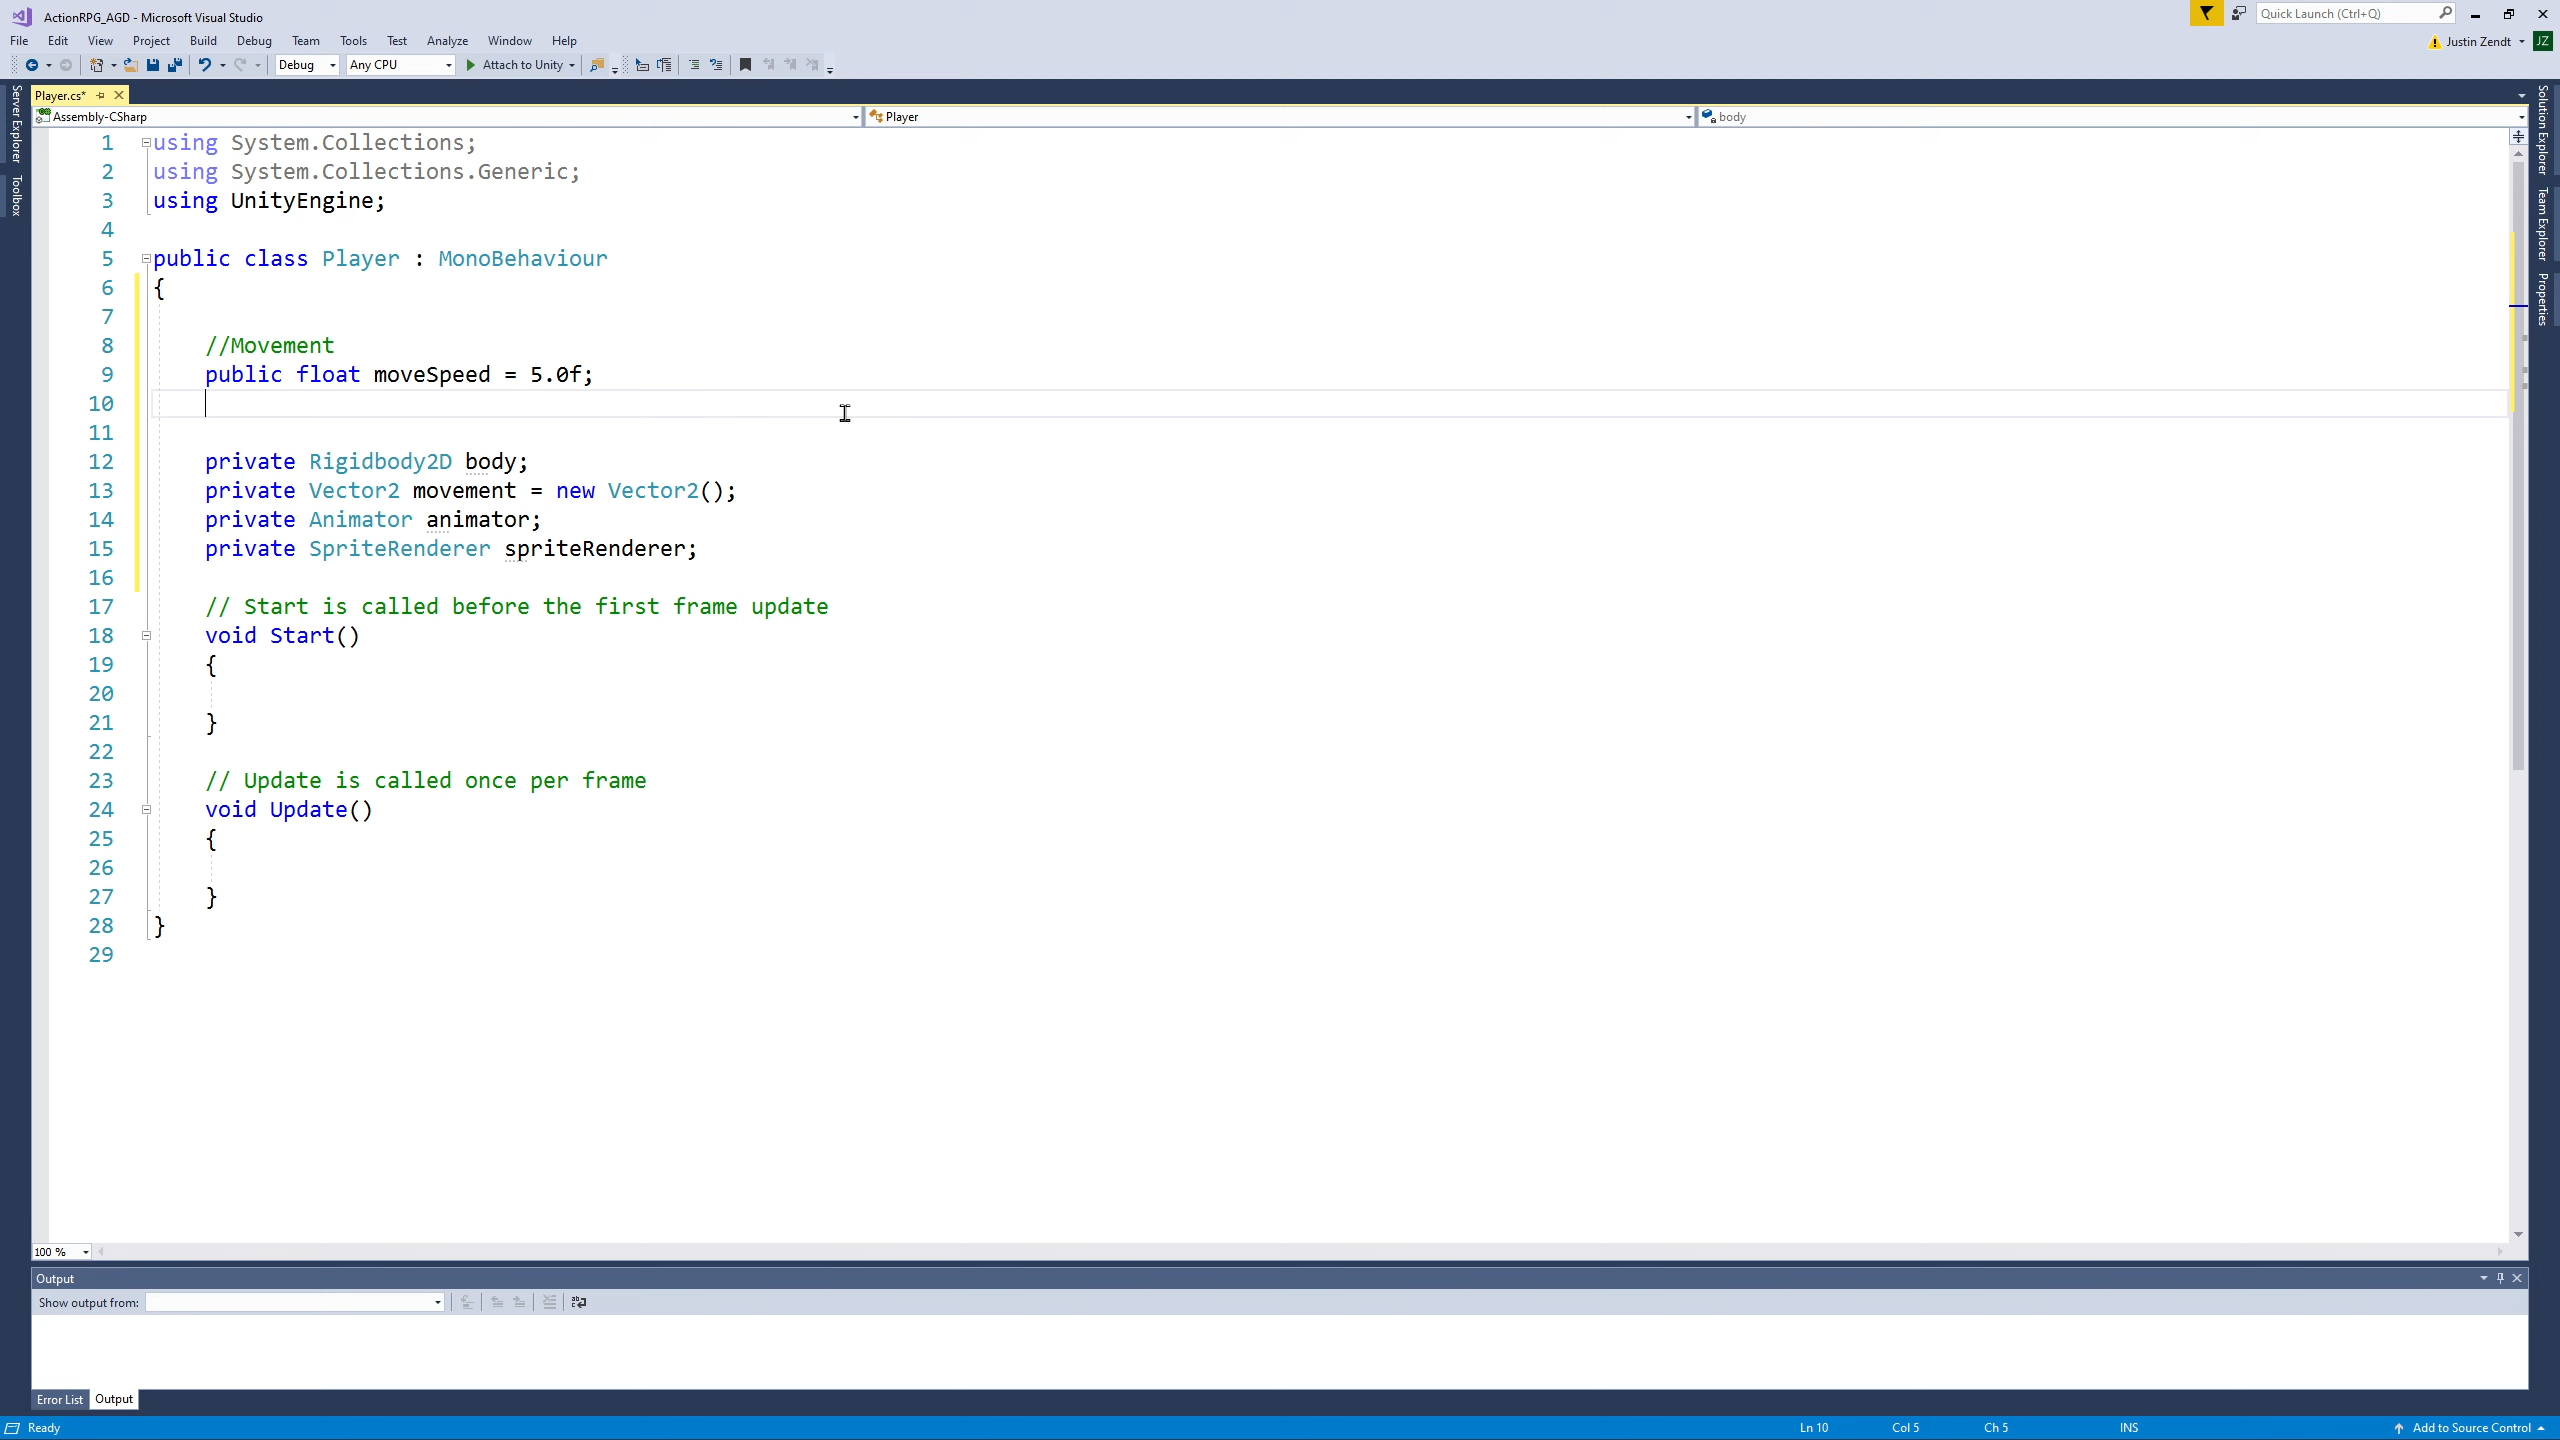 ActionRPG_AGD - Microsoft Visual Studio
Quick Launch (Ctrl+Q)
File Edit View Project Build Debug Team Tools Test Analyze Window Help
Justin Zendt JZ
Debug Any CPU Attach to Unity
Server Explorer
Toolbox
Player.cs*
Assembly-CSharp Player body
Solution Explorer
Team Explorer
Properties
1 using System.Collections;
2 using System.Collections.Generic;
3 using UnityEngine;
4
5 public class Player : MonoBehaviour
6 {
7
8 //Movement
9 public float moveSpeed = 5.0f;
10
11
12 private Rigidbody2D body;
13 private Vector2 movement = new Vector2();
14 private Animator animator;
15 private SpriteRenderer spriteRenderer;
16
17 // Start is called before the first frame update
18 void Start()
19 {
20
21 }
22
23 // Update is called once per frame
24 void Update()
25 {
26
27 }
28 }
29
100 %
Output
Show output from:
Error List Output
Ready Ln 10 Col 5 Ch 5 INS Add to Source Control